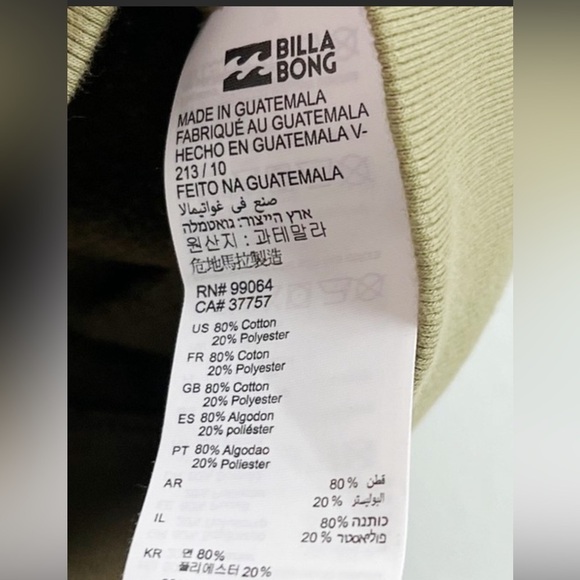 BILLA
BONG
MADE IN GUATEMALA
FABRIQUÉ AU GUATEMALA
HECHO EN GUATEMALA V-
213 / 10
FEITO NA GUATEMALA
صنع في غواتيمالا
ארץ הייצור: גואטמלה
원산지 : 과테말라
危地馬拉製造
RN# 99064
CA# 37757
US 80% Cotton
20% Polyester
FR 80% Coton
20% Polyester
GB 80% Cotton
20% Polyester
ES 80% Algodon
20% poliéster
PT 80% Algodao
20% Poliester
AR 80% قطن
20% البوليستر
IL 80% כותנה
20% פוליאסטר
KR 면 80%
폴리에스터 20%